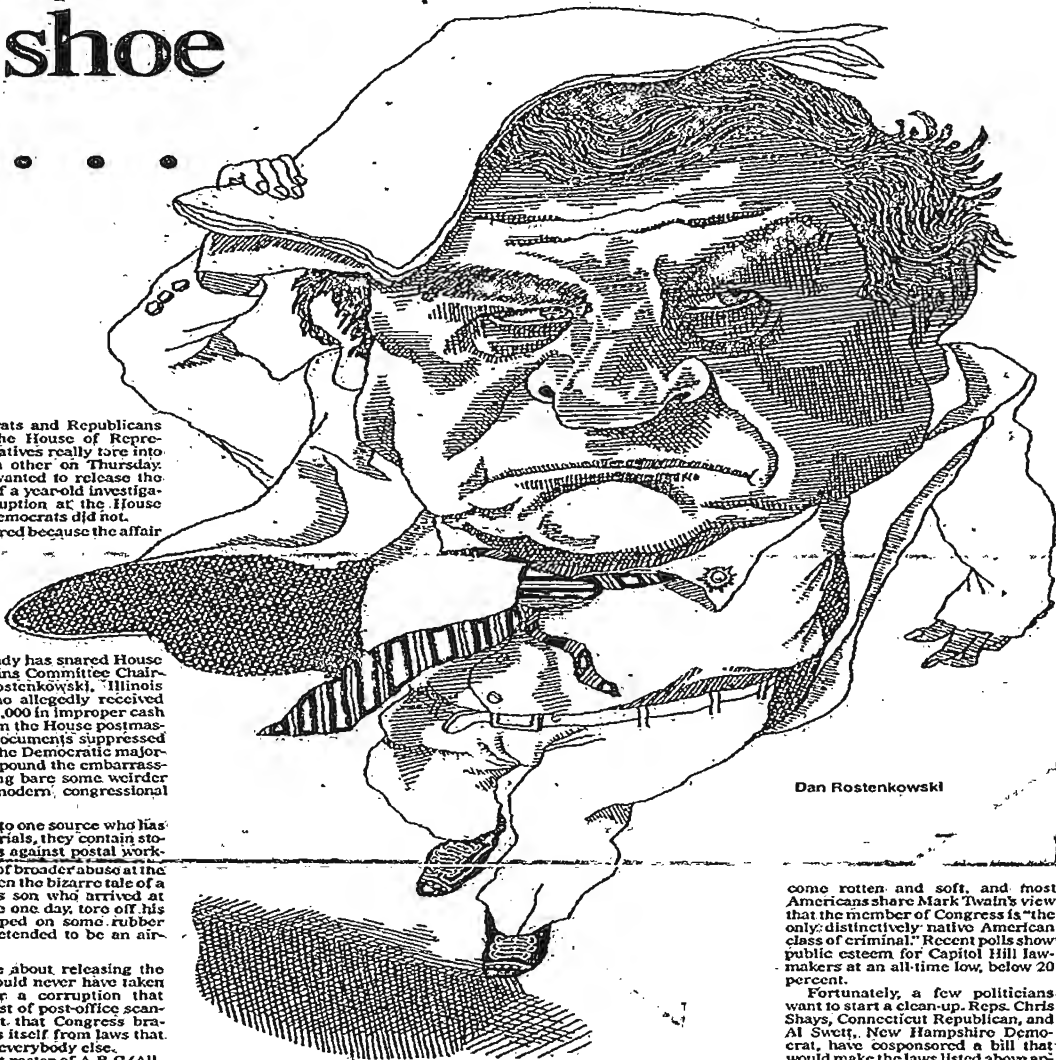 shoe
. . . .
rats and Republicans
he House of Repre-
atives really tore into
other on Thursday.
wanted to release the
f a year-old investiga-
uption at the House
emocrats did not.
red because the affair
dy has snared House
ns Committee Chair-
ostenkowski, Illinois
o allegedly received
,000 in improper cash
m the House postmas-
ocuments suppressed
he Democratic major-
pound the embarrass-
ng bare some weirder
modern congressional
to one source who has
rials, they contain sto-
s against postal work-
of broader abuse at the
en the bizarre tale of a
s son who arrived at
e one day, tore off his
ped on some rubber
etended to be an air-
e about releasing the
ould never have taken
r a corruption that
st of post-office scan-
t that Congress bra-
s itself from laws that
everybody else.
Dan Rostenkowski
come rotten and soft, and most
Americans share Mark Twain's view
that the member of Congress is "the
only distinctively native American
class of criminal." Recent polls show
public esteem for Capitol Hill law-
makers at an all-time low, below 20
percent.
Fortunately, a few politicians
want to start a clean-up. Reps. Chris
Shays, Connecticut Republican, and
Al Swett, New Hampshire Demo-
crat, have cosponsored a bill that
would make the laws listed above ap-